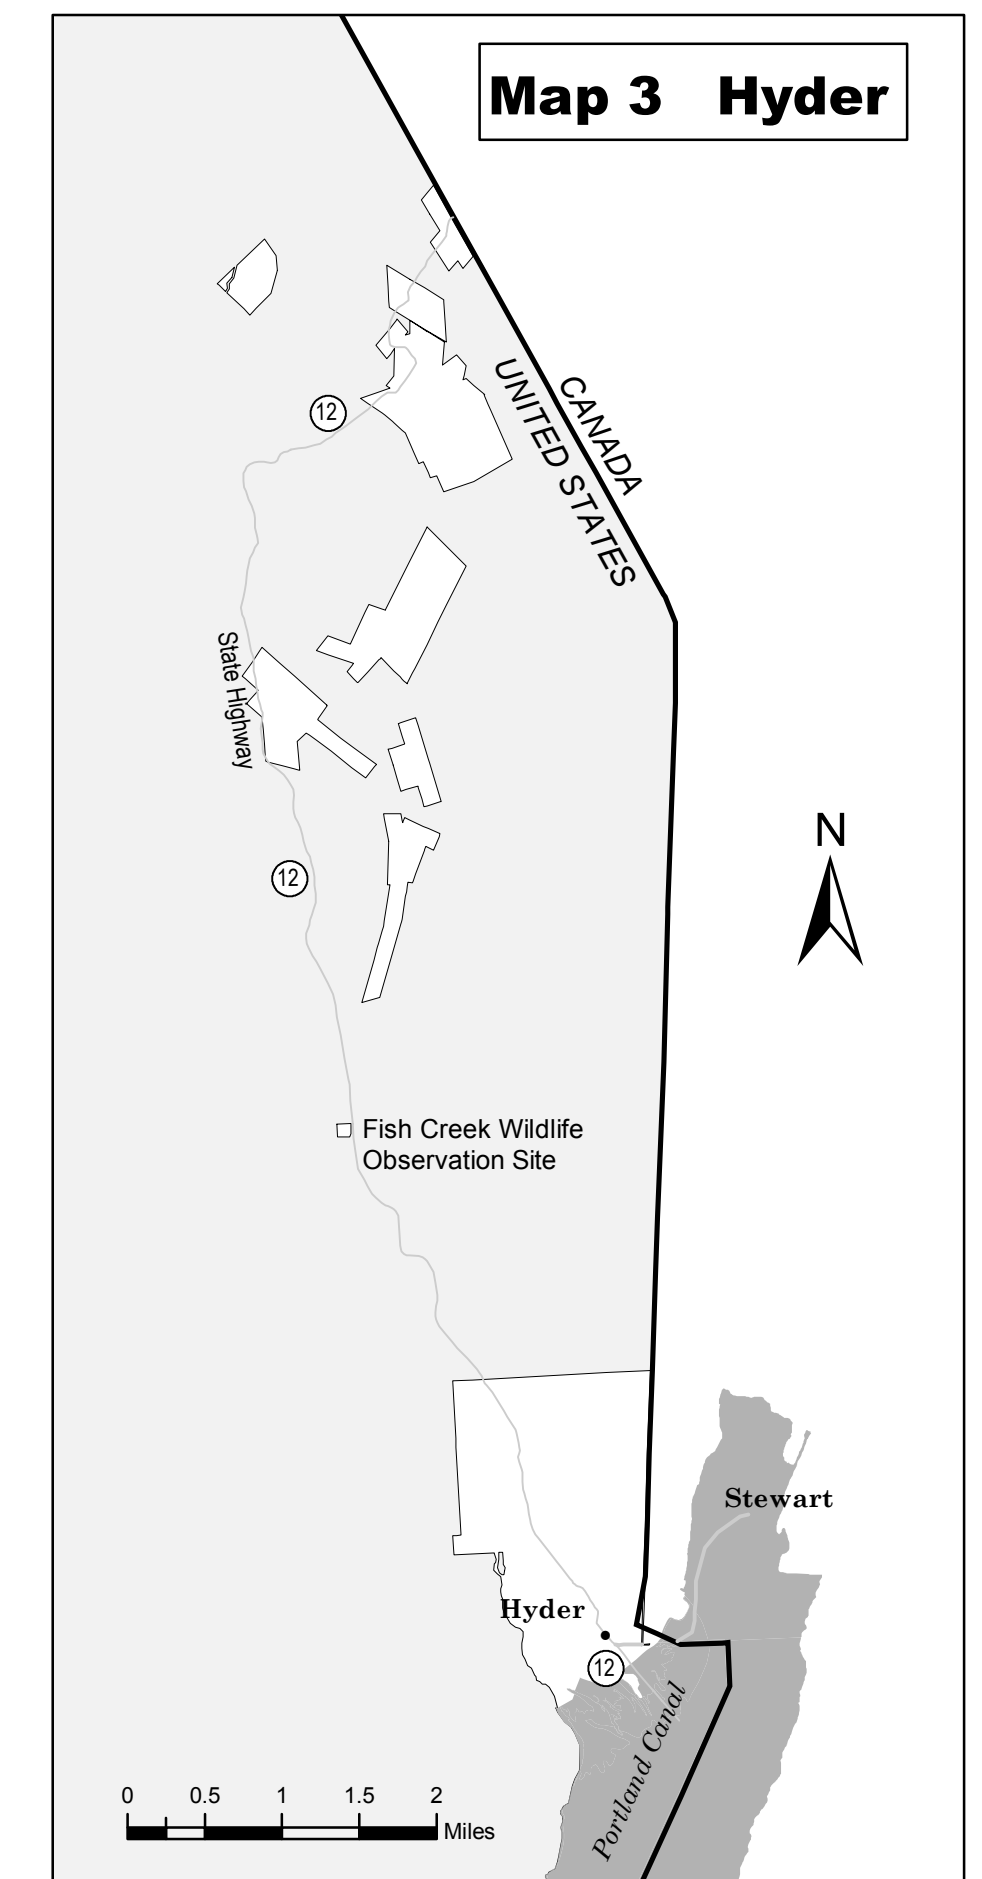 Map 3 Hyder
CANADA
UNITED STATES
12
State Highway
N
12
Fish Creek Wildlife
Observation Site
Stewart
Hyder
12
Portland Canal
0 0.5 1 1.5 2
Miles